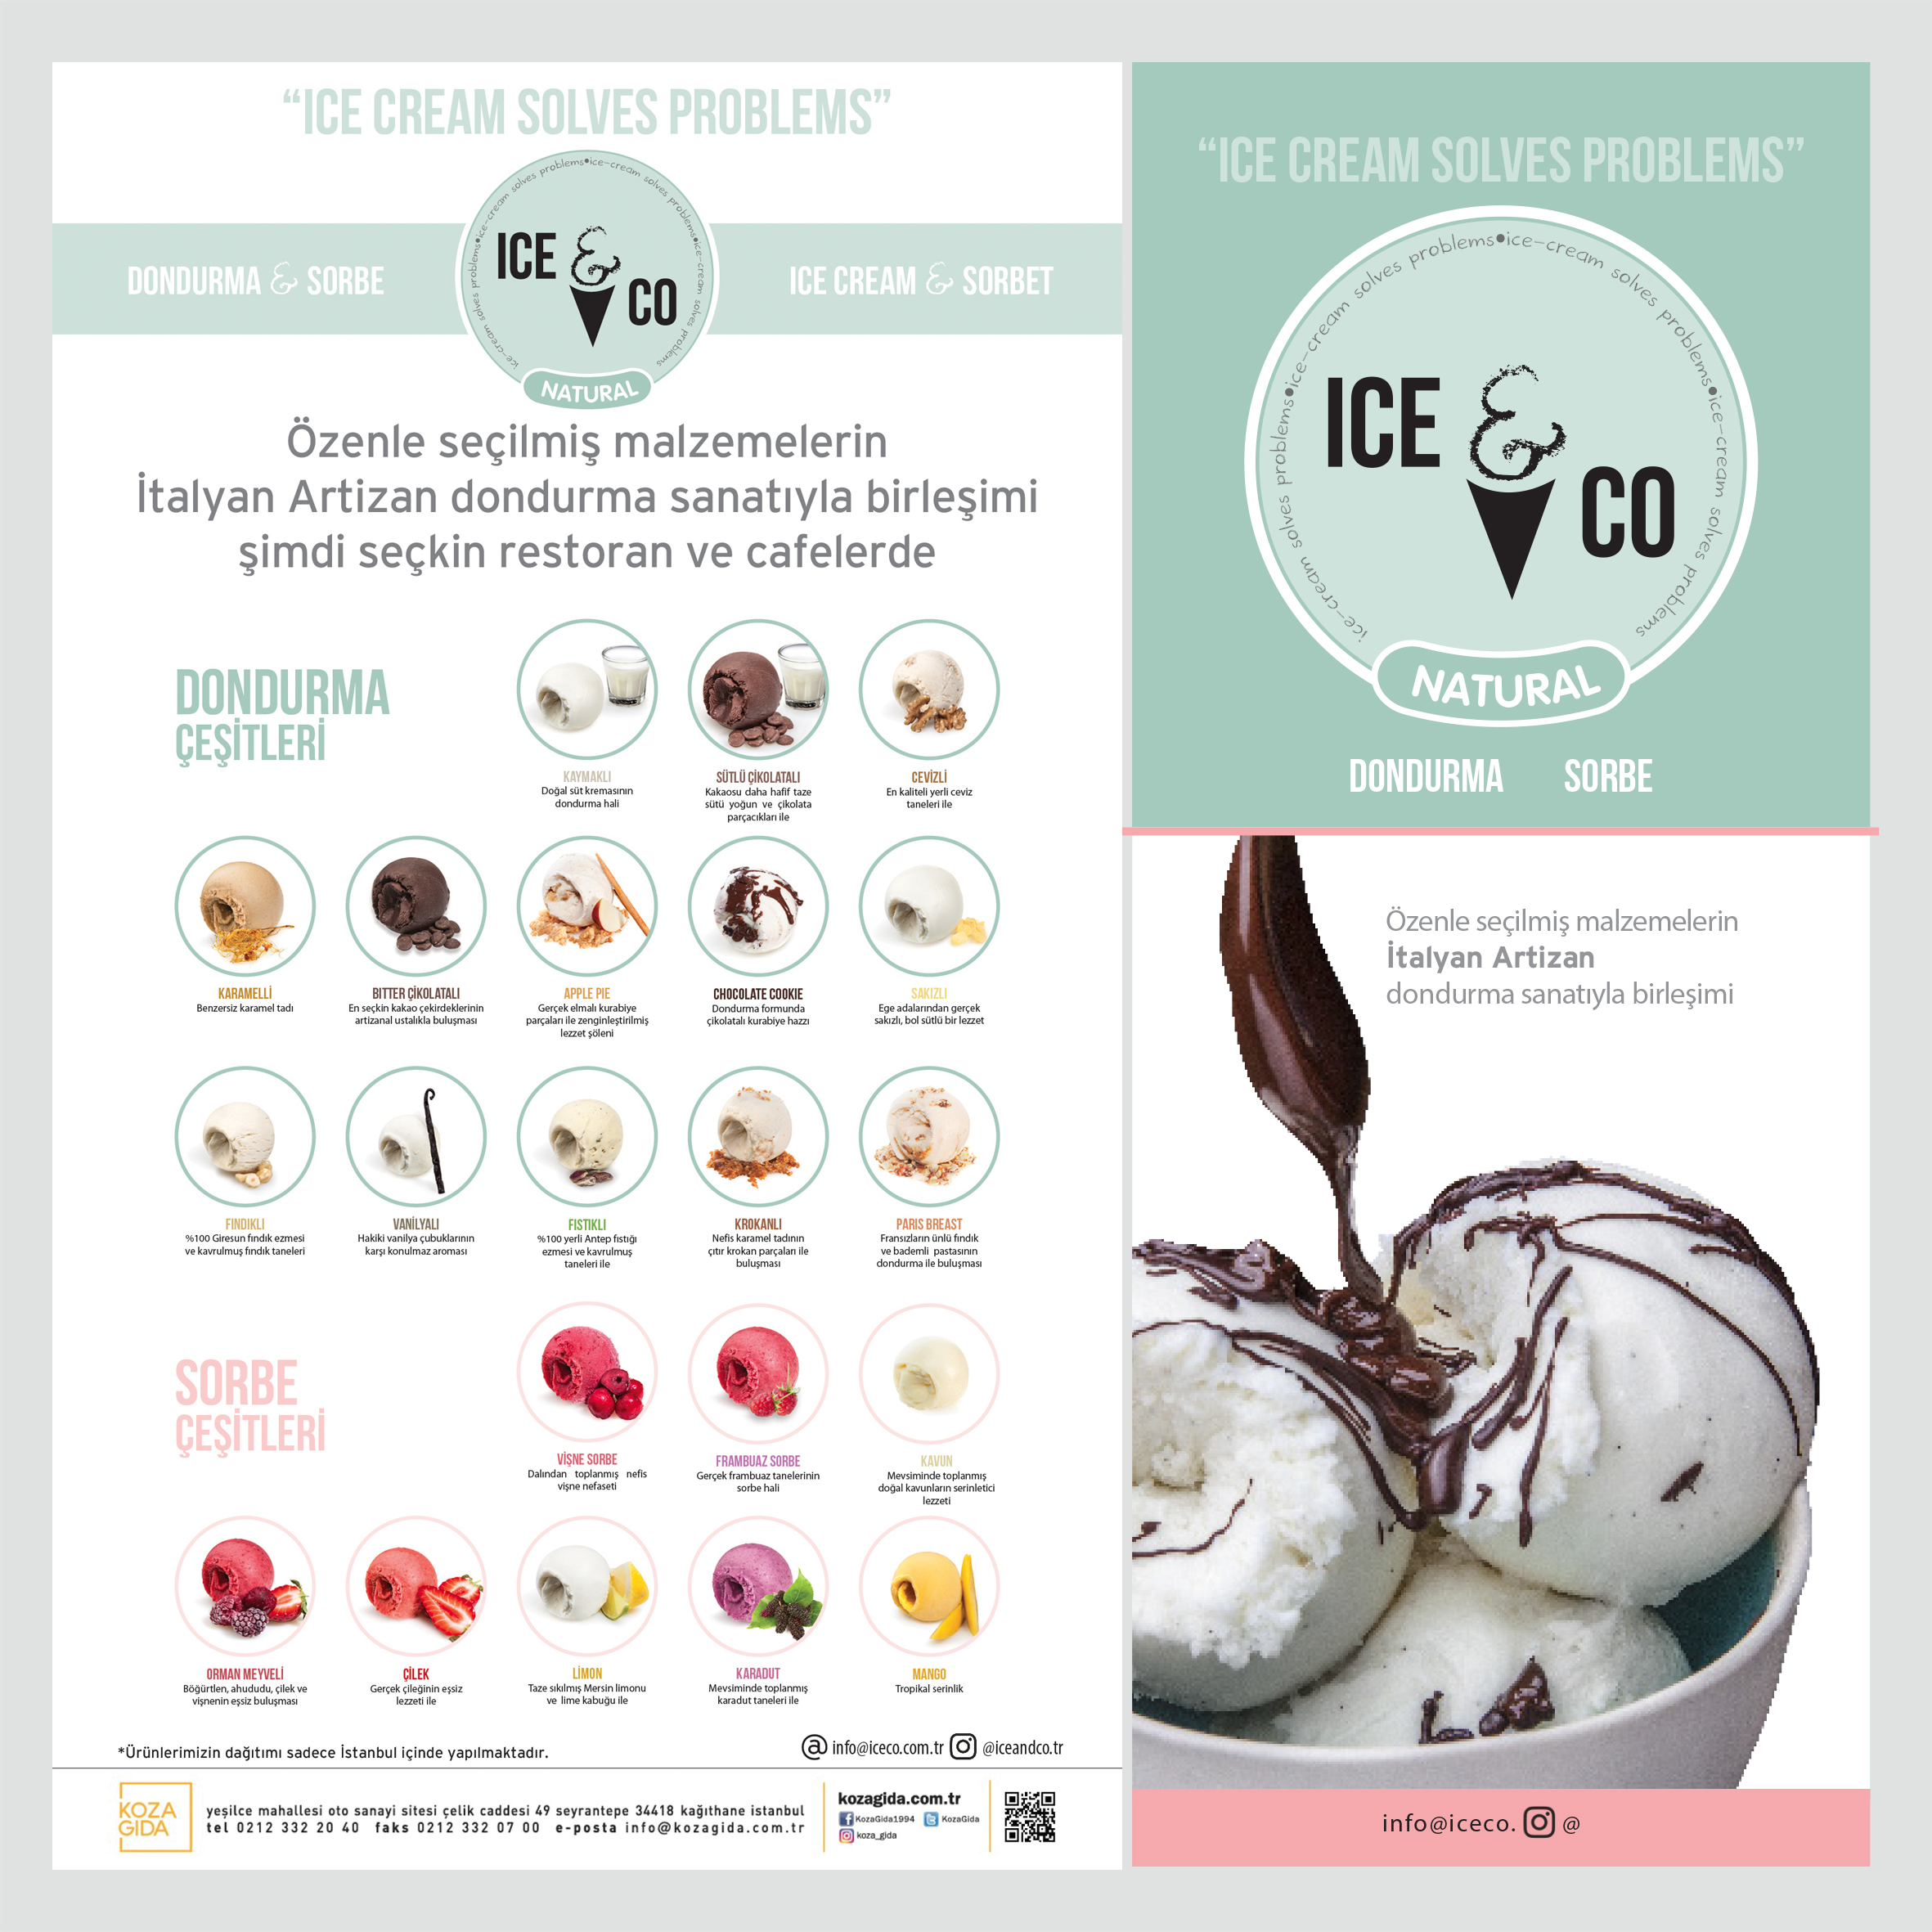 “ICE CREAM SOLVES PROBLEMS”
ice-cream solves problems•ice-cream solves problems•ice-cream solves problems•ice-cream solves problems
DONDURMA & SORBE
ICE & CO
ICE CREAM & SORBET
NATURAL
Özenle seçilmiş malzemelerin
İtalyan Artizan dondurma sanatıyla birleşimi
şimdi seçkin restoran ve cafelerde
DONDURMA
ÇEŞİTLERİ
KAYMAKLI
Doğal süt kremasının
dondurma hali
SÜTLÜ ÇİKOLATALI
Kakaosu daha hafif taze
sütü yoğun ve çikolata
parçacıkları ile
CEVİZLİ
En kaliteli yerli ceviz
taneleri ile
KARAMELLİ
Benzersiz karamel tadı
BITTER ÇİKOLATALI
En seçkin kakao çekirdeklerinin
artizanal ustalıkla buluşması
APPLE PIE
Gerçek elmalı kurabiye
parçaları ile zenginleştirilmiş
lezzet şöleni
CHOCOLATE COOKIE
Dondurma formunda
çikolatalı kurabiye hazzı
SAKIZLI
Ege adalarından gerçek
sakızlı, bol sütlü bir lezzet
FINDIKLI
%100 Giresun fındık ezmesi
ve kavrulmuş fındık taneleri
VANİLYALI
Hakiki vanilya çubuklarının
karşı konulmaz aroması
FISTIKLI
%100 yerli Antep fıstığı
ezmesi ve kavrulmuş
taneleri ile
KROKANLI
Nefis karamel tadının
çıtır krokan parçaları ile
buluşması
PARIS BREAST
Fransızların ünlü fındık
ve bademli pastasının
dondurma ile buluşması
SORBE
ÇEŞİTLERİ
VİŞNE SORBE
Dalından toplanmış nefis
vişne nefaseti
FRAMBUAZ SORBE
Gerçek frambuaz tanelerinin
sorbe hali
KAVUN
Mevsiminde toplanmış
doğal kavunların serinletici
lezzeti
ORMAN MEYVELİ
Böğürtlen, ahududu, çilek ve
vişnenin eşsiz buluşması
ÇİLEK
Gerçek çileğinin eşsiz
lezzeti ile
LİMON
Taze sıkılmış Mersin limonu
ve lime kabuğu ile
KARADUT
Mevsiminde toplanmış
karadut taneleri ile
MANGO
Tropikal serinlik
*Ürünlerimizin dağıtımı sadece İstanbul içinde yapılmaktadır.
@ info@iceco.com.tr @iceandco.tr
KOZA
GIDA
yeşilce mahallesi oto sanayi sitesi çelik caddesi 49 seyrantepe 34418 kağıthane istanbul
tel 0212 332 20 40 faks 0212 332 07 00 e-posta info@kozagida.com.tr
kozagida.com.tr
KozaGida1994 KozaGida
koza_gida
“ICE CREAM SOLVES PROBLEMS”
ice-cream solves problems•ice-cream solves problems•ice-cream solves problems
ICE & CO
NATURAL
DONDURMA SORBE
Özenle seçilmiş malzemelerin
İtalyan Artizan
dondurma sanatıyla birleşimi
info@iceco. @